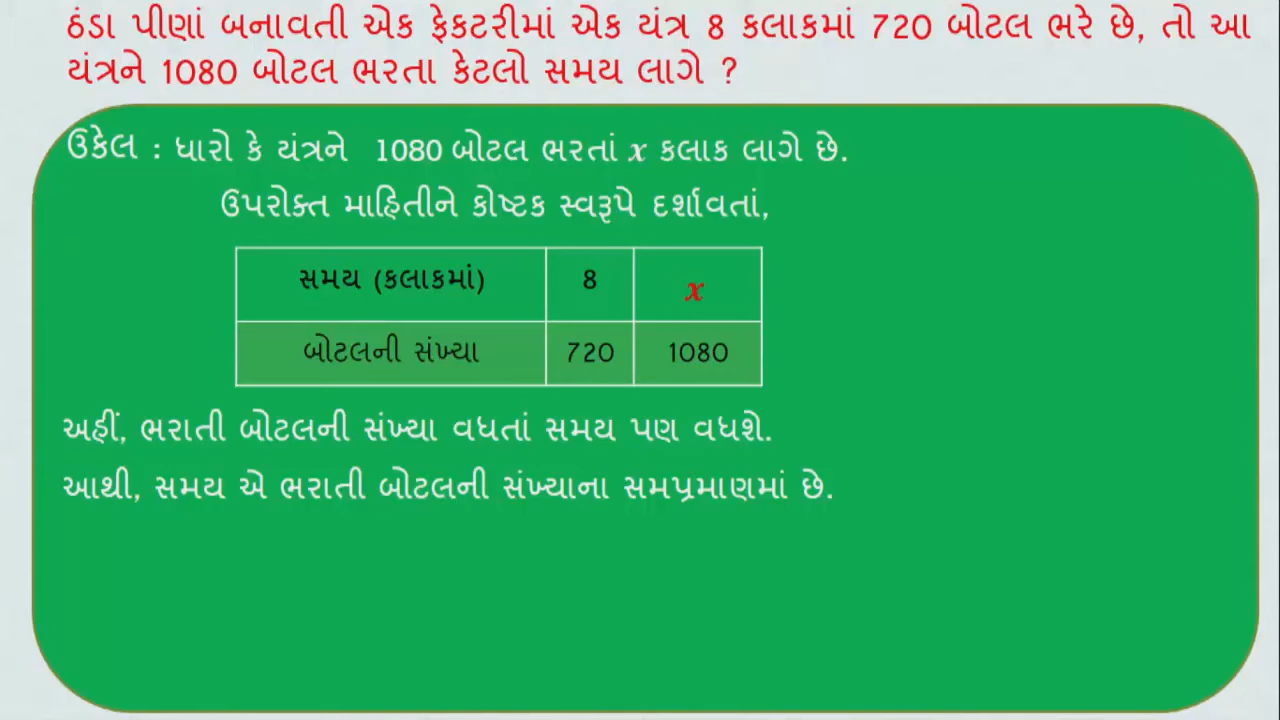 ઠંડા પીણાં બનાવતી એક ફેક્ટરીમાં એક યંત્ર 8 કલાકમાં 720 બોટલ ભરે છે, તો આ
યંત્રને 1080 બોટલ ભરતા કેટલો સમય લાગે ?
ઉકેલ : ધારો કે યંત્રને 1080 બોટલ ભરતાં x કલાક લાગે છે.
ઉપરોક્ત માહિતીને કોષ્ટક સ્વરૂપે દર્શાવતાં,
સમય (કલાકમાં) 8 x
બોટલની સંખ્યા 720 1080
અહીં, ભરાતી બોટલની સંખ્યા વધતાં સમય પણ વધશે.
આથી, સમય એ ભરાતી બોટલની સંખ્યાના સમપ્રમાણમાં છે.